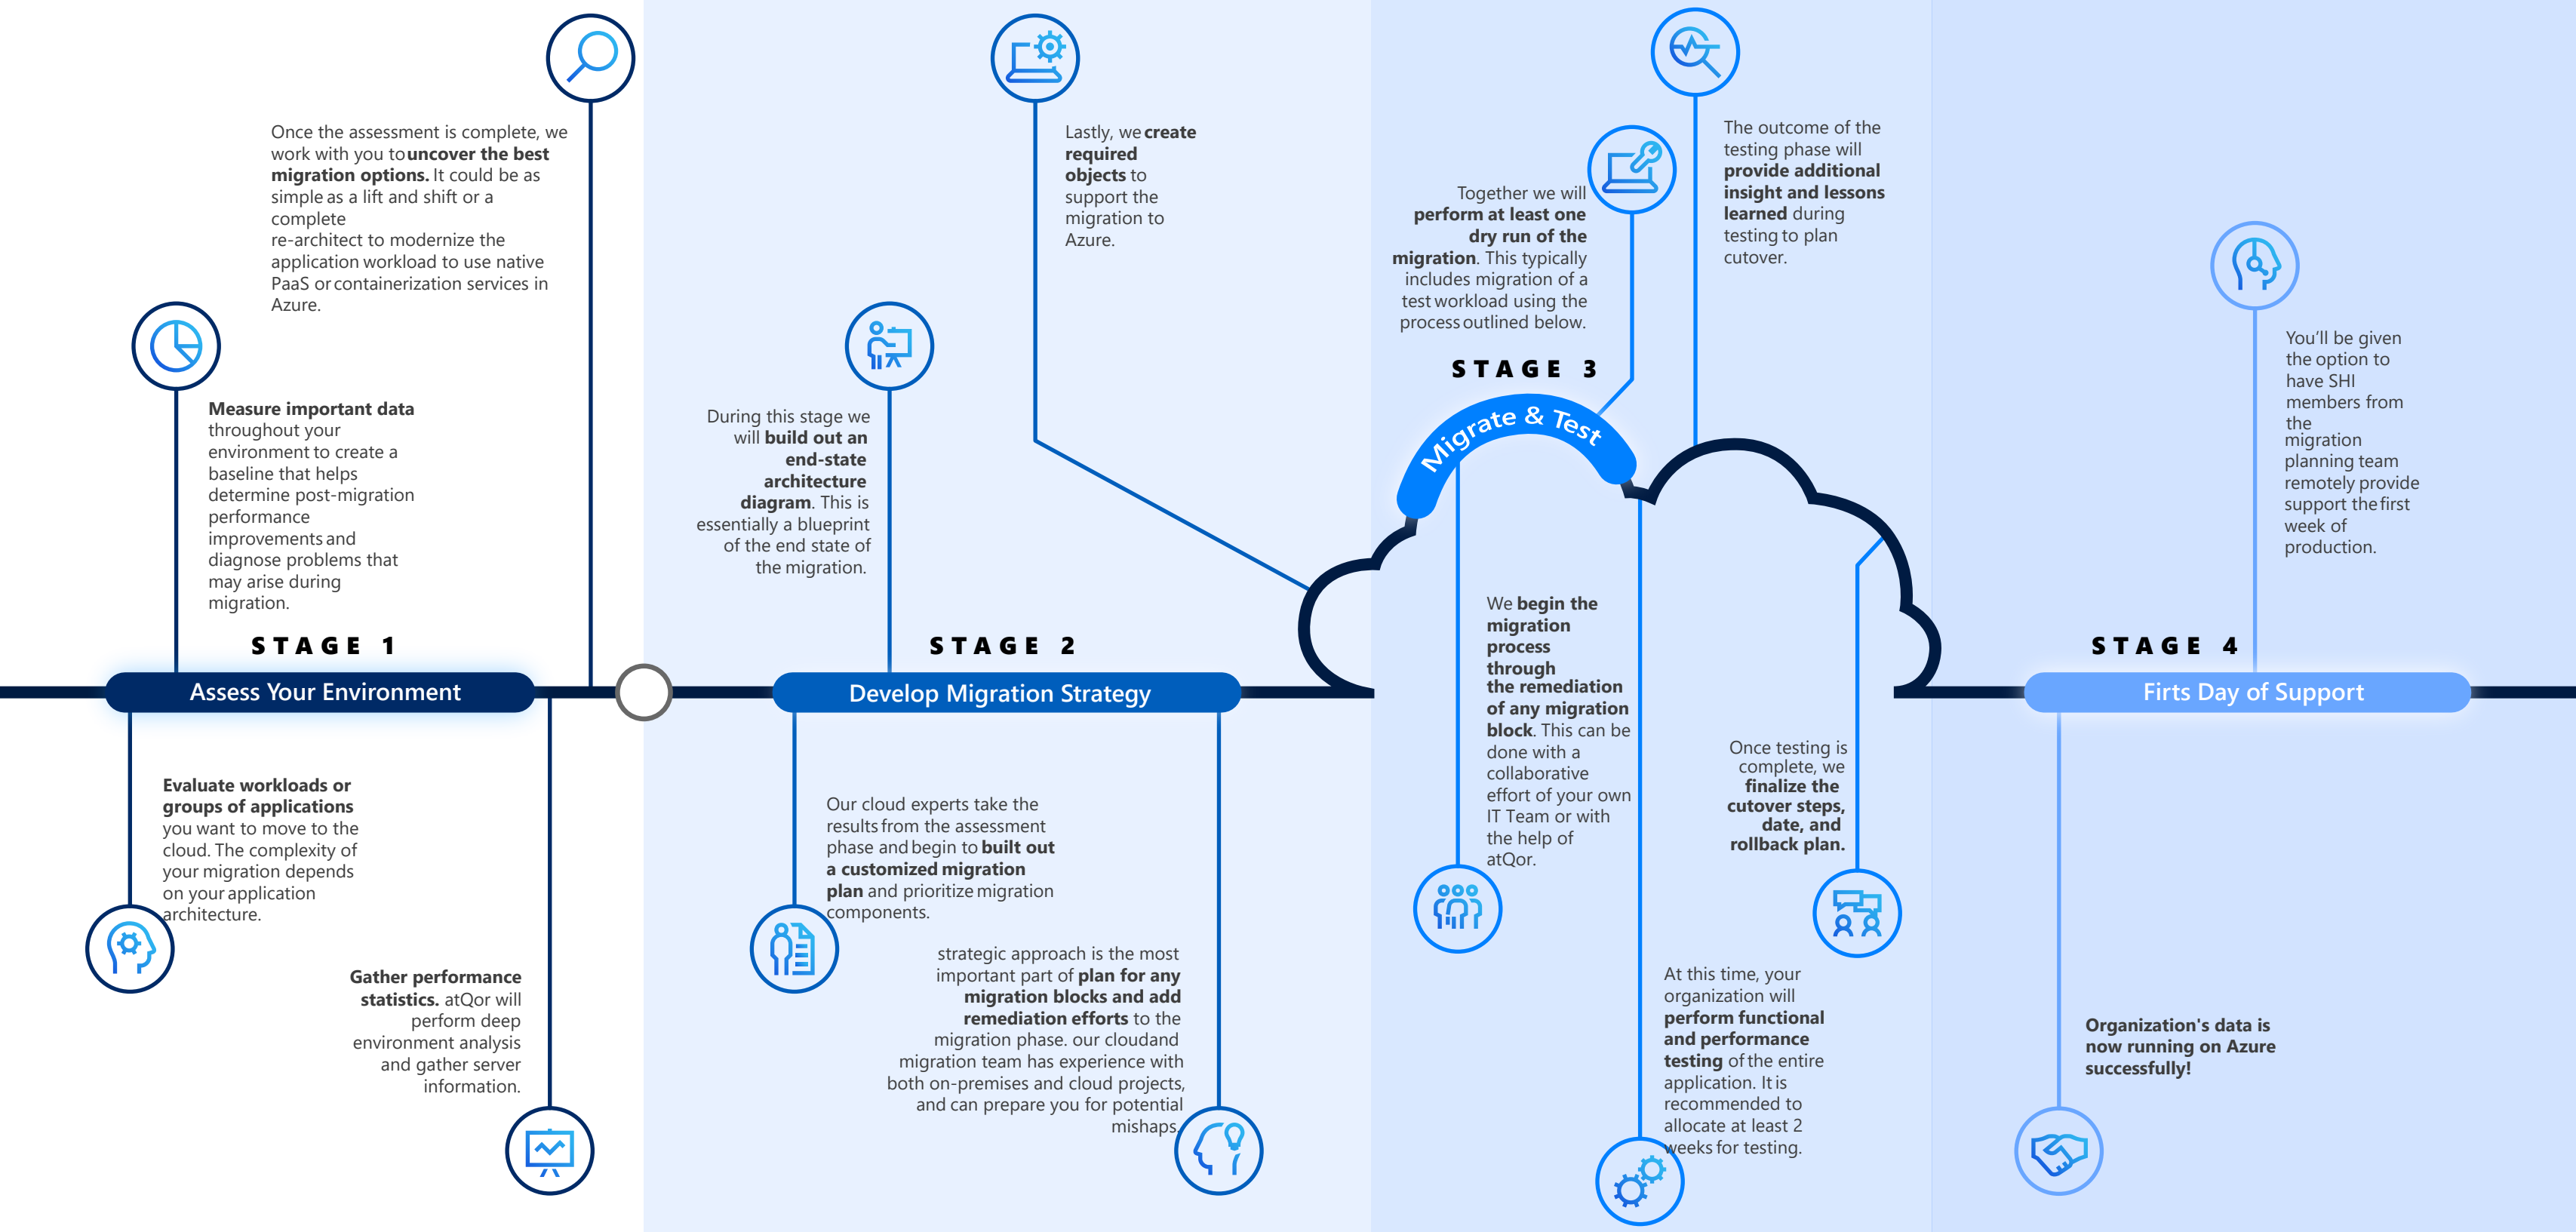 Once the assessment is complete, we
work with you to uncover the best
migration options. It could be as
simple as a lift and shift or a
complete
re-architect to modernize the
application workload to use native
PaaS or containerization services in
Azure.
Measure important data
throughout your
environment to create a
baseline that helps
determine post-migration
performance
improvements and
diagnose problems that
may arise during
migration.
STAGE 1
Assess Your Environment
Evaluate workloads or
groups of applications
you want to move to the
cloud. The complexity of
your migration depends
on your application
architecture.
Gather performance
statistics. atQor will
perform deep
environment analysis
and gather server
information.
Lastly, we create
required
objects to
support the
migration to
Azure.
During this stage we
will build out an
end-state
architecture
diagram. This is
essentially a blueprint
of the end state of
the migration.
STAGE 2
Develop Migration Strategy
Our cloud experts take the
results from the assessment
phase and begin to built out
a customized migration
plan and prioritize migration
components.
strategic approach is the most
important part of plan for any
migration blocks and add
remediation efforts to the
migration phase. our cloudand
migration team has experience with
both on-premises and cloud projects,
and can prepare you for potential
mishaps.
Together we will
perform at least one
dry run of the
migration. This typically
includes migration of a
test workload using the
process outlined below.
The outcome of the
testing phase will
provide additional
insight and lessons
learned during
testing to plan
cutover.
STAGE 3
Migrate & Test
We begin the
migration
process
through
the remediation
of any migration
block. This can be
done with a
collaborative
effort of your own
IT Team or with
the help of
atQor.
Once testing is
complete, we
finalize the
cutover steps,
date, and
rollback plan.
At this time, your
organization will
perform functional
and performance
testing of the entire
application. It is
recommended to
allocate at least 2
weeks for testing.
You’ll be given
the option to
have SHI
members from
the
migration
planning team
remotely provide
support the first
week of
production.
STAGE 4
Firts Day of Support
Organization's data is
now running on Azure
successfully!